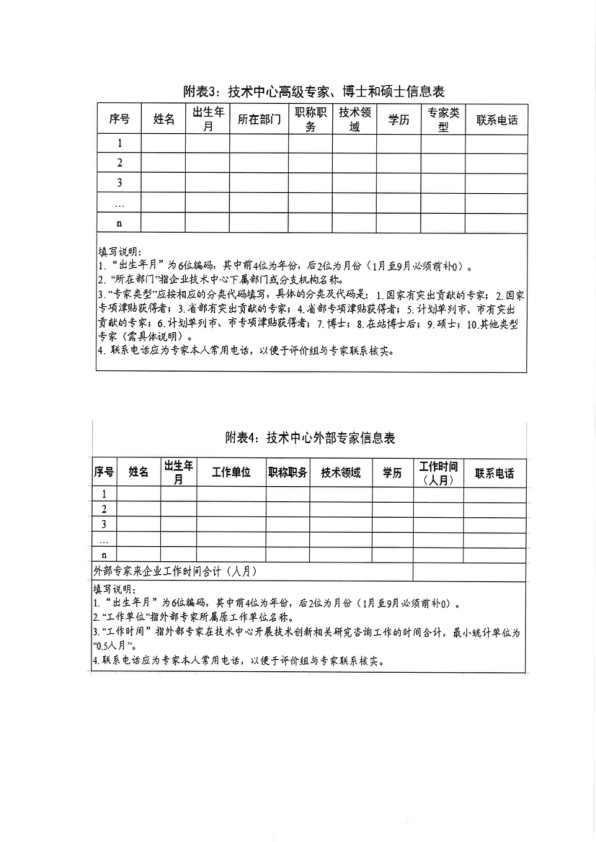 附表3：技术中心高级专家、博士和硕士信息表
序号 姓名 出生年月 所在部门 职称职务 技术领域 学历 专家类型 联系电话
1
2
3
…
n
填写说明：
1. “出生年月”为6位编码，其中前4位为年份，后2位为月份（1月至9月必须前补0）。
2. “所在部门”指企业技术中心下属部门或分支机构名称。
3. “专家类型”应按相应的分类代码填写，具体的分类及代码是：1. 国家有突出贡献的专家；2. 国家
专项津贴获得者；3. 省部有突出贡献的专家；4. 省部专项津贴获得者；5. 计划单列市、市有突出
贡献的专家；6. 计划单列市、市专项津贴获得者；7. 博士；8. 在站博士后；9. 硕士；10. 其他类型
专家（需具体说明）。
4. 联系电话应为专家本人常用电话，以便于评价组与专家联系核实。
附表4：技术中心外部专家信息表
序号 姓名 出生年月 工作单位 职称职务 技术领域 学历 工作时间（人月） 联系电话
1
2
3
…
n
外部专家来企业工作时间合计（人月）
填写说明：
1. “出生年月”为6位编码，其中前4位为年份，后2位为月份（1月至9月必须前补0）。
2. “工作单位”指外部专家所属原工作单位名称。
3. “工作时间”指外部专家在技术中心开展技术创新相关研究咨询工作的时间合计，最小统计单位为
“0.5人月”。
4. 联系电话应为专家本人常用电话，以便于评价组与专家联系核实。